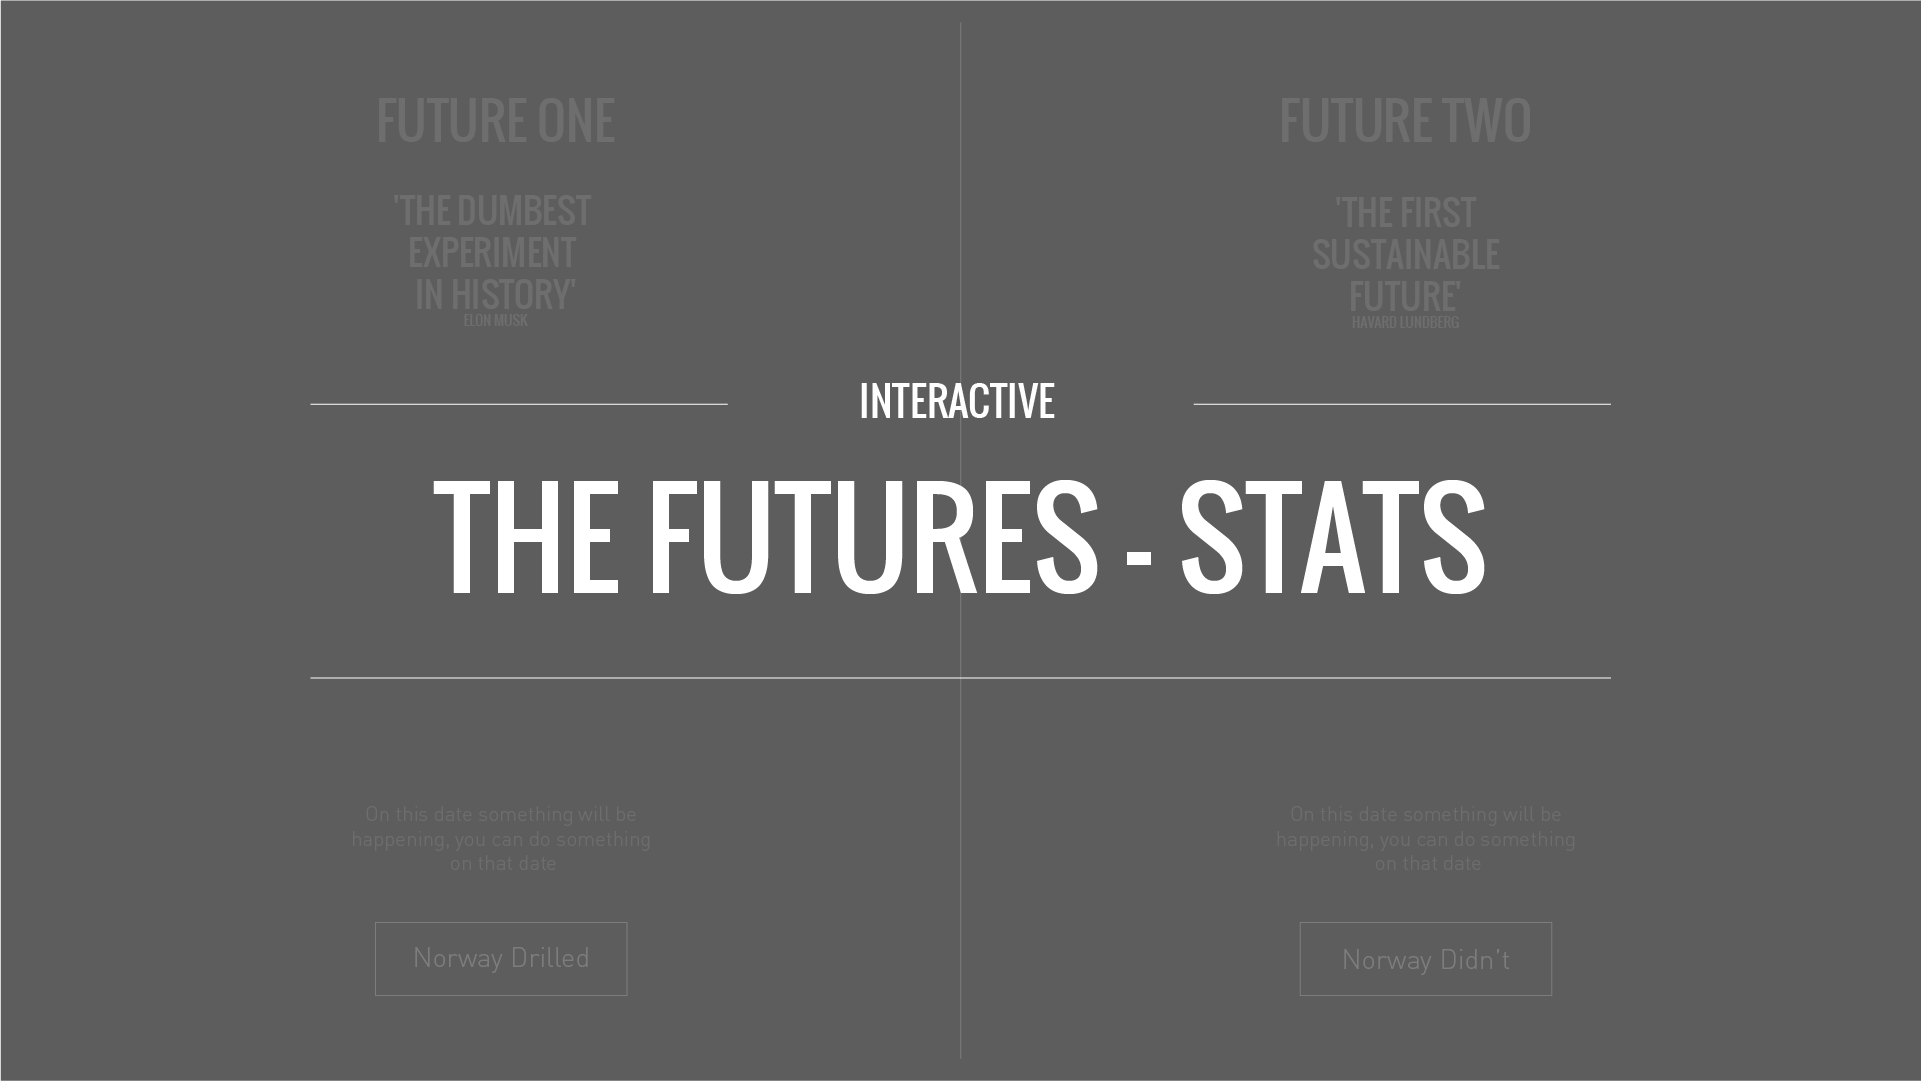 FUTURE ONE
'THE DUMBEST
EXPERIMENT
IN HISTORY'
ELON MUSK
FUTURE TWO
'THE FIRST
SUSTAINABLE
FUTURE'
HAVARD LUNDBERG
INTERACTIVE
THE FUTURES - STATS
On this date something will be
happening, you can do something
on that date
Norway Drilled
On this date something will be
happening, you can do something
on that date
Norway Didn't